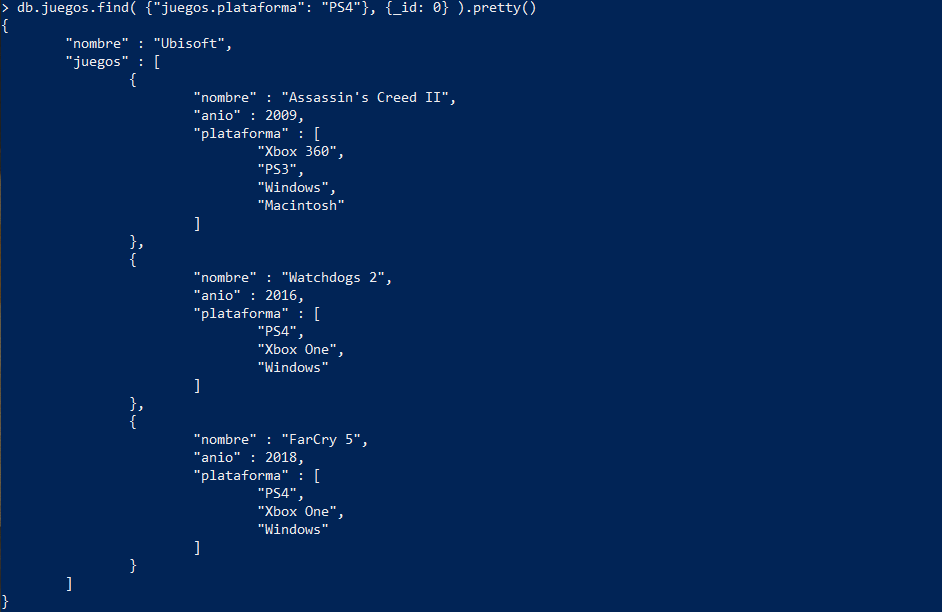 > db.juegos.find( {"juegos.plataforma": "PS4"}, {_id: 0} ).pretty()
{
        "nombre" : "Ubisoft",
        "juegos" : [
                {
                        "nombre" : "Assassin's Creed II",
                        "anio" : 2009,
                        "plataforma" : [
                                "Xbox 360",
                                "PS3",
                                "Windows",
                                "Macintosh"
                        ]
                },
                {
                        "nombre" : "Watchdogs 2",
                        "anio" : 2016,
                        "plataforma" : [
                                "PS4",
                                "Xbox One",
                                "Windows"
                        ]
                },
                {
                        "nombre" : "FarCry 5",
                        "anio" : 2018,
                        "plataforma" : [
                                "PS4",
                                "Xbox One",
                                "Windows"
                        ]
                }
        ]
}